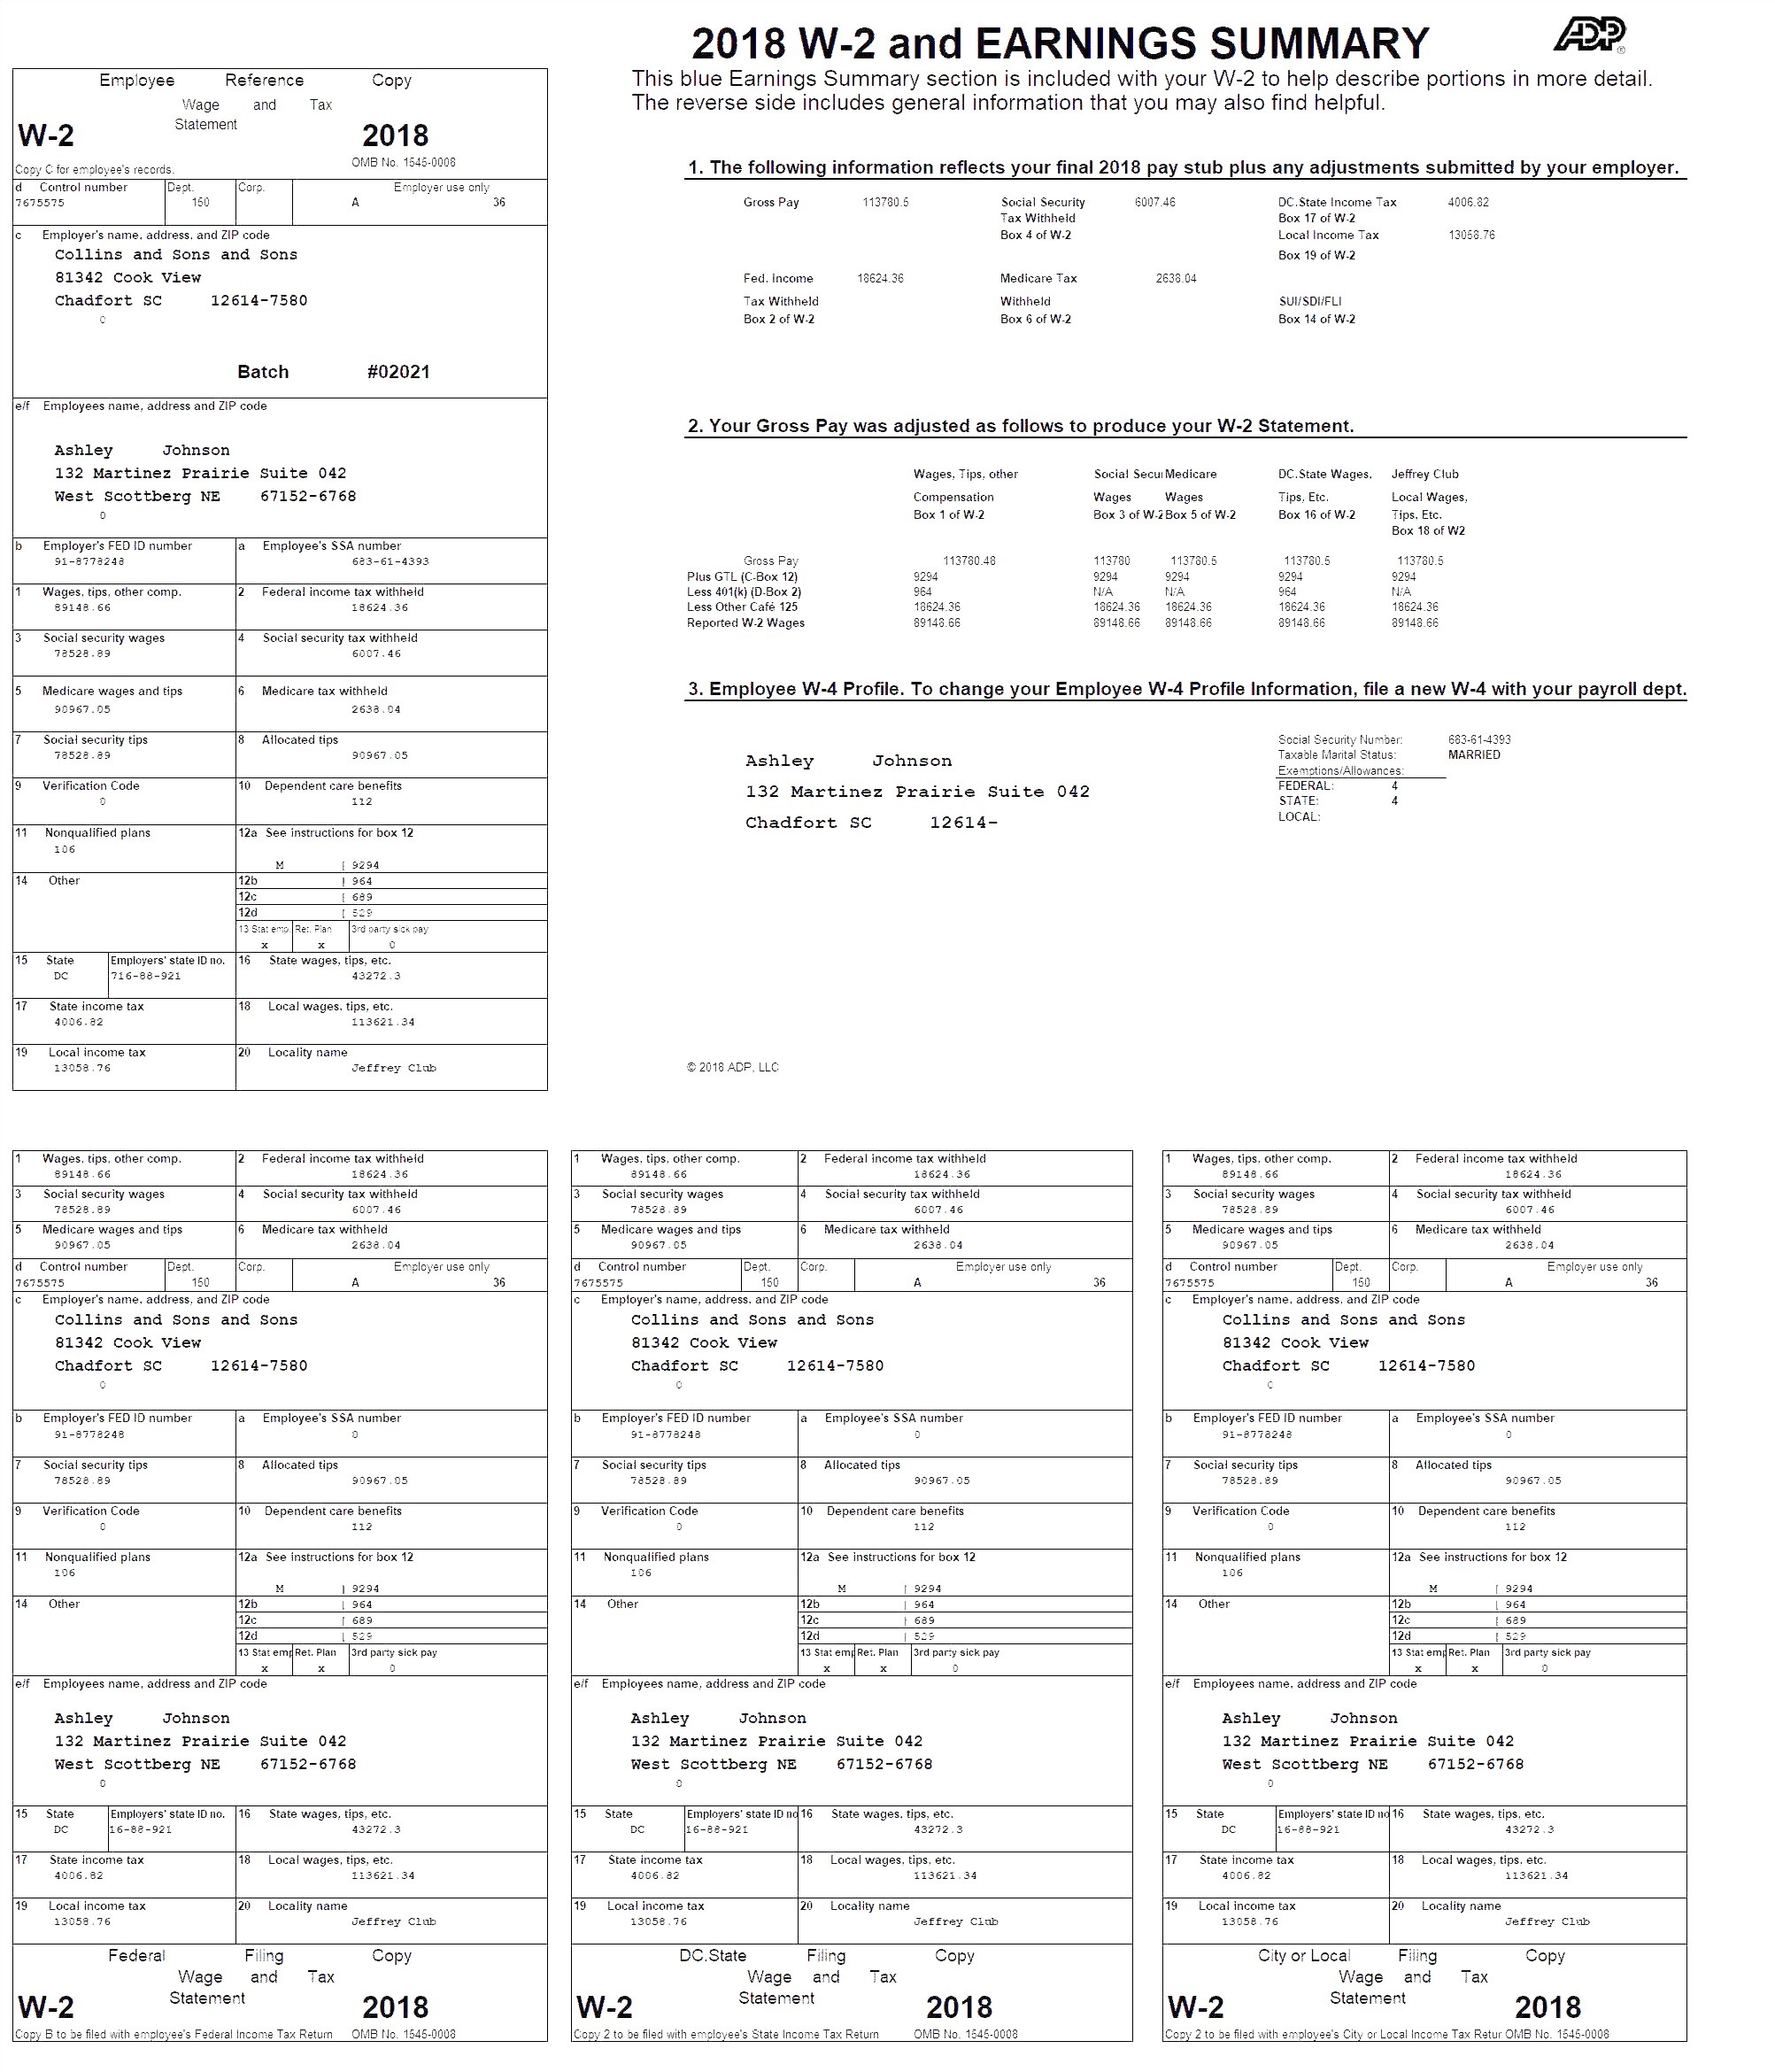 2018 W-2 and EARNINGS SUMMARY
ADP
This blue Earnings Summary section is included with your W-2 to help describe portions in more detail.
The reverse side includes general information that you may also find helpful.
Employee Reference Copy
Wage and Tax
Statement
W-2 2018
OMB No. 1545-0008
Copy C for employee's records.
d Control number Dept. Corp. Employer use only
7675575 150 A 36
c Employer's name, address, and ZIP code
Collins and Sons and Sons
81342 Cook View
Chadfort SC 12614-7580
0
Batch #02021
e/f Employees name, address and ZIP code
Ashley Johnson
132 Martinez Prairie Suite 042
West Scottberg NE 67152-6768
0
b Employer's FED ID number a Employee's SSA number
91-8778248 683-61-4393
1 Wages, tips, other comp. 2 Federal income tax withheld
89148.66 18624.36
3 Social security wages 4 Social security tax withheld
78528.89 6007.46
5 Medicare wages and tips 6 Medicare tax withheld
90967.05 2638.04
7 Social security tips 8 Allocated tips
78528.89 90967.05
9 Verification Code 10 Dependent care benefits
0 112
11 Nonqualified plans 12a See instructions for box 12
106
M 9294
14 Other 12b 964
12c 689
12d 529
13 Stat emp. Ret. Plan 3rd party sick pay
x x 0
15 State Employers' state ID no. 16 State wages, tips, etc.
DC 716-88-921 43272.3
17 State income tax 18 Local wages, tips, etc.
4006.82 113621.34
19 Local income tax 20 Locality name
13058.76 Jeffrey Club
1. The following information reflects your final 2018 pay stub plus any adjustments submitted by your employer.
Gross Pay 113780.5 Social Security 6007.46 DC.State Income Tax 4006.82
Tax Withheld Box 17 of W-2
Box 4 of W-2 Local Income Tax 13058.76
Box 19 of W-2
Fed. Income 18624.36 Medicare Tax 2638.04
Tax Withheld Withheld SUI/SDI/FLI
Box 2 of W-2 Box 6 of W-2 Box 14 of W-2
2. Your Gross Pay was adjusted as follows to produce your W-2 Statement.
Wages, Tips, other Social Secu Medicare DC.State Wages, Jeffrey Club
Compensation Wages Wages Tips, Etc. Local Wages,
Box 1 of W-2 Box 3 of W-2 Box 5 of W-2 Box 16 of W-2 Tips, Etc.
Box 18 of W2
Gross Pay 113780.48 113780 113780.5 113780.5 113780.5
Plus GTL (C-Box 12) 9294 9294 9294 9294 9294
Less 401(k) (D-Box 2) 964 N/A N/A 964 N/A
Less Other Café 125 18624.36 18624.36 18624.36 18624.36 18624.36
Reported W-2 Wages 89148.66 89148.66 89148.66 89148.66 89148.66
3. Employee W-4 Profile. To change your Employee W-4 Profile Information, file a new W-4 with your payroll dept.
Ashley Johnson
132 Martinez Prairie Suite 042
Chadfort SC 12614-
Social Security Number: 683-61-4393
Taxable Marital Status: MARRIED
Exemptions/Allowances:
FEDERAL: 4
STATE: 4
LOCAL:
© 2018 ADP, LLC
1 Wages, tips, other comp. 2 Federal income tax withheld
89148.66 18624.36
3 Social security wages 4 Social security tax withheld
78528.89 6007.46
5 Medicare wages and tips 6 Medicare tax withheld
90967.05 2638.04
d Control number Dept. Corp. Employer use only
7675575 150 A 36
c Employer's name, address, and ZIP code
Collins and Sons and Sons
81342 Cook View
Chadfort SC 12614-7580
0
b Employer's FED ID number a Employee's SSA number
91-8778248 0
7 Social security tips 8 Allocated tips
78528.89 90967.05
9 Verification Code 10 Dependent care benefits
0 112
11 Nonqualified plans 12a See instructions for box 12
106
M 9294
14 Other 12b 964
12c 689
12d 529
13 Stat emp Ret. Plan 3rd party sick pay
x x 0
e/f Employees name, address and ZIP code
Ashley Johnson
132 Martinez Prairie Suite 042
West Scottberg NE 67152-6768
0
15 State Employers' state ID no. 16 State wages, tips, etc.
DC 16-88-921 43272.3
17 State income tax 18 Local wages, tips, etc.
4006.82 113621.34
19 Local income tax 20 Locality name
13058.76 Jeffrey Club
Federal Filing Copy
Wage and Tax
Statement
W-2 2018
Copy B to be filed with employee's Federal Income Tax Return OMB No. 1545-0008
1 Wages, tips, other comp. 2 Federal income tax withheld
89148.66 18624.36
3 Social security wages 4 Social security tax withheld
78528.89 6007.46
5 Medicare wages and tips 6 Medicare tax withheld
90967.05 2638.04
d Control number Dept. Corp. Employer use only
7675575 150 A 36
c Employer's name, address, and ZIP code
Collins and Sons and Sons
81342 Cook View
Chadfort SC 12614-7580
0
b Employer's FED ID number a Employee's SSA number
91-8778248 0
7 Social security tips 8 Allocated tips
78528.89 90967.05
9 Verification Code 10 Dependent care benefits
0 112
11 Nonqualified plans 12a See instructions for box 12
106
M 9294
14 Other 12b 964
12c 689
12d 529
13 Stat emp Ret. Plan 3rd party sick pay
x x 0
e/f Employees name, address and ZIP code
Ashley Johnson
132 Martinez Prairie Suite 042
West Scottberg NE 67152-6768
0
15 State Employers' state ID no 16 State wages, tips, etc.
DC 16-88-921 43272.3
17 State income tax 18 Local wages, tips, etc.
4006.82 113621.34
19 Local income tax 20 Locality name
13058.76 Jeffrey Club
DC.State Filing Copy
Wage and Tax
Statement
W-2 2018
Copy 2 to be filed with employee's State Income Tax Return OMB No. 1545-0008
1 Wages, tips, other comp. 2 Federal income tax withheld
89148.66 18624.36
3 Social security wages 4 Social security tax withheld
78528.89 6007.46
5 Medicare wages and tips 6 Medicare tax withheld
90967.05 2638.04
d Control number Dept. Corp. Employer use only
7675575 150 A 36
c Employer's name, address, and ZIP code
Collins and Sons and Sons
81342 Cook View
Chadfort SC 12614-7580
0
b Employer's FED ID number a Employee's SSA number
91-8778248 0
7 Social security tips 8 Allocated tips
78528.89 90967.05
9 Verification Code 10 Dependent care benefits
0 112
11 Nonqualified plans 12a See instructions for box 12
106
M 9294
14 Other 12b 964
12c 689
12d 529
13 Stat emp Ret. Plan 3rd party sick pay
x x 0
e/f Employees name, address and ZIP code
Ashley Johnson
132 Martinez Prairie Suite 042
West Scottberg NE 67152-6768
0
15 State Employers' state ID no 16 State wages, tips, etc.
DC 16-88-921 43272.3
17 State income tax 18 Local wages, tips, etc.
4006.82 113621.34
19 Local income tax 20 Locality name
13058.76 Jeffrey Club
City or Local Filing Copy
Wage and Tax
Statement
W-2 2018
Copy 2 to be filed with employee's City or Local Income Tax Retur OMB No. 1545-0008